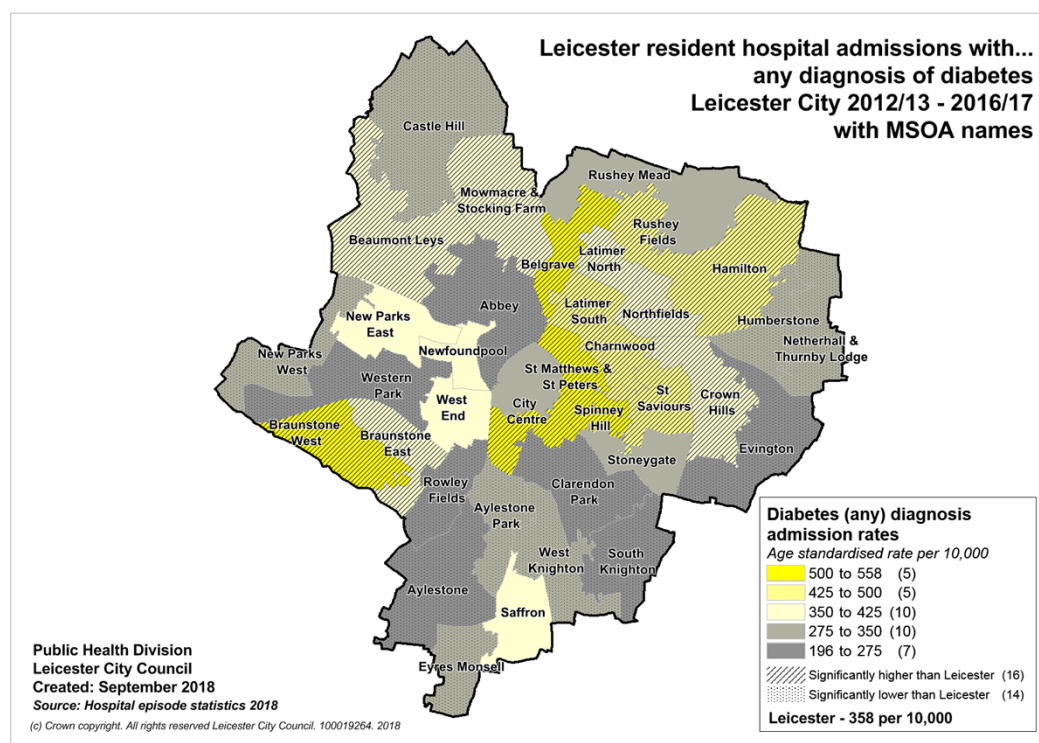 Leicester resident hospital admissions with...
any diagnosis of diabetes
Leicester City 2012/13 - 2016/17
with MSOA names
Castle Hill
Rushey Mead
Mowmacre &
Stocking Farm
Rushey
Fields
Beaumont Leys
Latimer
North
Belgrave
Hamilton
Abbey
Latimer
South
New Parks
East
Northfields
Humberstone
Netherhall &
Thurnby Lodge
Newfoundpool
Charnwood
New Parks
West
St Matthews &
St Peters
Western
Park
St
Saviours
Crown
Hills
West
End
City
Centre
Spinney
Hill
Braunstone
West
Braunstone
East
Evington
Stoneygate
Rowley
Fields
Clarendon
Park
Aylestone
Park
West
Knighton
South
Knighton
Aylestone
Saffron
Eyres Monsell
Diabetes (any) diagnosis
admission rates
Age standardised rate per 10,000
500 to 558 (5)
425 to 500 (5)
350 to 425 (10)
275 to 350 (10)
196 to 275 (7)
Significantly higher than Leicester (16)
Significantly lower than Leicester (14)
Leicester - 358 per 10,000
Public Health Division
Leicester City Council
Created: September 2018
Source: Hospital episode statistics 2018
(c) Crown copyright. All rights reserved Leicester City Council. 100019264. 2018